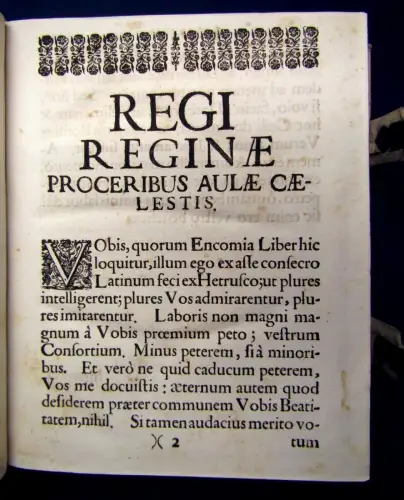 REGI
REGINÆ
PROCERIBUS AULÆ CÆ-
LESTIS.
VObis, quorum Encomia Liber hic
loquitur, illum ego ex aſſe conſecro
Latinum feci ex Hetruſco; ut plures
intelligerent; plures Vos admirarentur, plu-
res imitarentur. Laboris non magni ma-
gnum à Vobis prœmium peto; veſtrum
Conſortium. Minus peterem, ſi à minori-
bus. Et verò ne quid caducum peterem,
Vos me docuiſtis: æternum autem quod
deſiderem præter communem Vobis Beati-
tatem, nihil. Si tamen audacius merito vo-
)( 2 tum